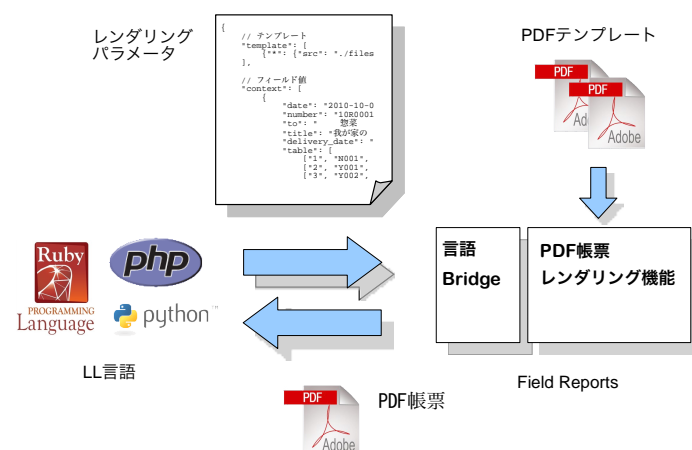 レンダリング
パラメータ
{
// テンプレート
"template": [
{"*": {"src": "./files
],
// フィールド値
"context": [
{
"date": "2010-10-0
"number": "10R0001
"to": " 惣菜
"title": "我が家の
"delivery_date": "
"table": [
["1", "N001",
["2", "Y001",
["3", "Y002",
PDFテンプレート
PDF
PDF
Ad
Adobe
Ruby
PROGRAMMING
Language
php
python™
LL言語
言語
Bridge
PDF帳票
レンダリング機能
Field Reports
PDF
Adobe
PDF帳票